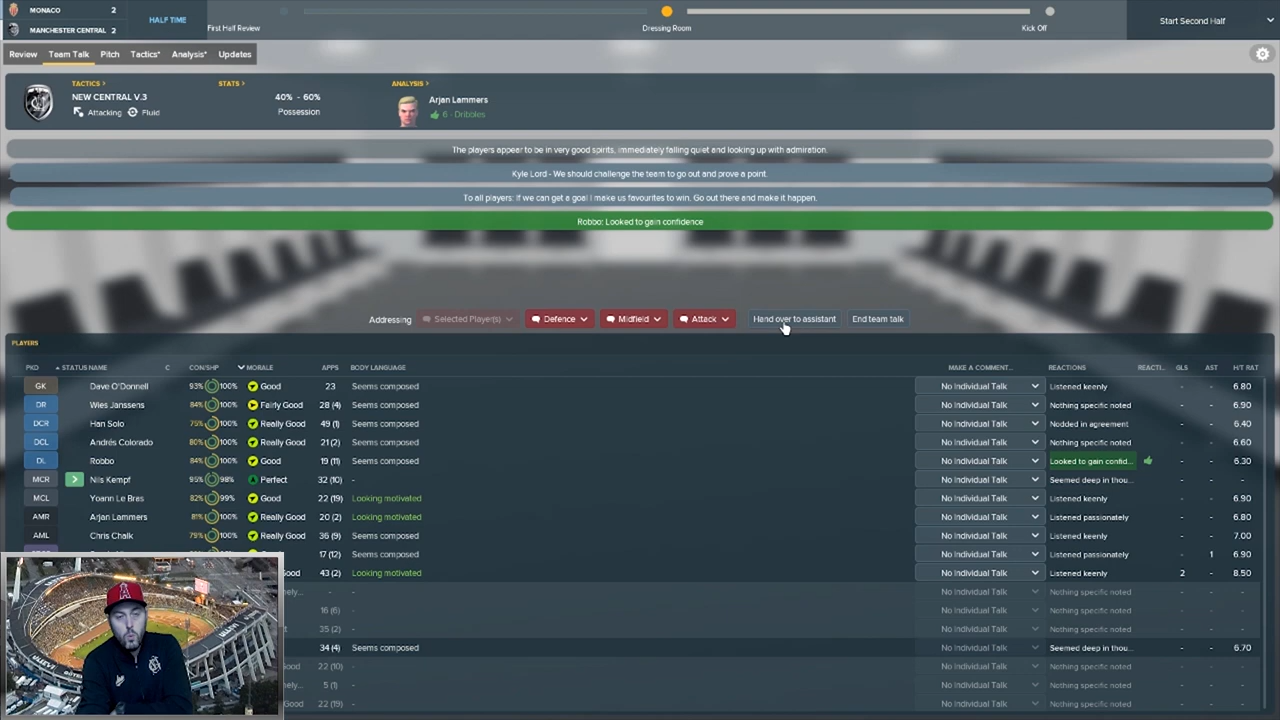 MONACO 2
MANCHESTER CENTRAL 2
HALF TIME
First Half Review
Dressing Room
Kick Off
Start Second Half
Review Team Talk Pitch Tactics* Analysis* Updates
TACTICS > STATS > ANALYSIS >
NEW CENTRAL V.3
Attacking Fluid
40% - 60%
Possession
Arjan Lammers
6 - Dribbles
The players appear to be in very good spirits, immediately falling quiet and looking up with admiration.
Kyle Lord - We should challenge the team to go out and prove a point.
To all players: If we can get a goal I make us favourites to win. Go out there and make it happen.
Robbo: Looked to gain confidence
Addressing Selected Player(s) Defence Midfield Attack Hand over to assistant End team talk
PLAYERS
PKD STATUS NAME C CON/SHP MORALE APPS BODY LANGUAGE MAKE A COMMENT... REACTIONS REACTI... GLS AST H/T RAT
GK Dave O'Donnell 93% 100% Good 23 Seems composed No Individual Talk Listened keenly - - 6.80
DR Wies Janssens 84% 100% Fairly Good 28 (4) Seems composed No Individual Talk Nothing specific noted - - 6.90
DCR Han Solo 75% 100% Really Good 49 (1) Seems composed No Individual Talk Nodded in agreement - - 6.40
DCL Andrés Colorado 80% 100% Really Good 21 (2) Seems composed No Individual Talk Nothing specific noted - - 6.60
DL Robbo 84% 100% Good 19 (11) Seems composed No Individual Talk Looked to gain confid... - - 6.30
MCR Nils Kempf 95% 98% Perfect 32 (10) - No Individual Talk Seemed deep in thou... - -
MCL Yoann Le Bras 82% 99% Good 22 (19) Looking motivated No Individual Talk Listened keenly - - 6.90
AMR Arjan Lammers 81% 100% Really Good 20 (2) Looking motivated No Individual Talk Listened passionately - - 6.80
AML Chris Chalk 79% 100% Really Good 36 (9) Seems composed No Individual Talk Listened keenly - - 7.00
17 (12) Seems composed No Individual Talk Listened passionately - 1 6.90
Good 43 (2) Looking motivated No Individual Talk Listened keenly 2 - 8.50
nely... - - No Individual Talk Nothing specific noted - -
16 (6) - No Individual Talk Nothing specific noted - -
35 (2) - No Individual Talk Nothing specific noted - -
34 (4) Seems composed No Individual Talk Seemed deep in thou... - - 6.70
Good 22 (10) - No Individual Talk Nothing specific noted - -
nely... 5 (1) - No Individual Talk Nothing specific noted - -
Good 22 (19) - No Individual Talk Nothing specific noted - -